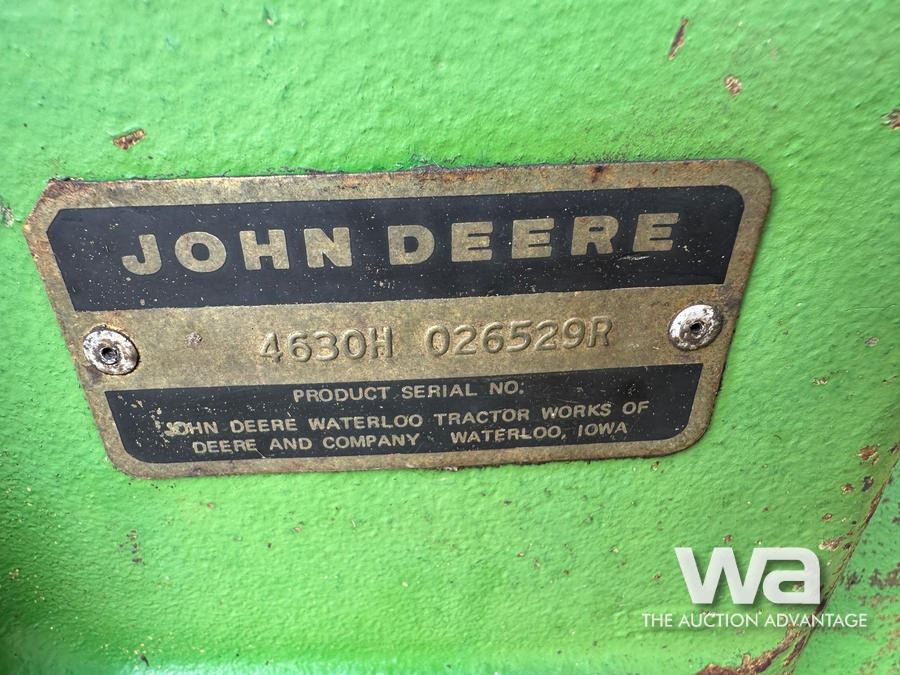 JOHN DEERE
4630H 026529R
PRODUCT SERIAL NO:
JOHN DEERE WATERLOO TRACTOR WORKS OF
DEERE AND COMPANY WATERLOO, IOWA
wa
THE AUCTION ADVANTAGE